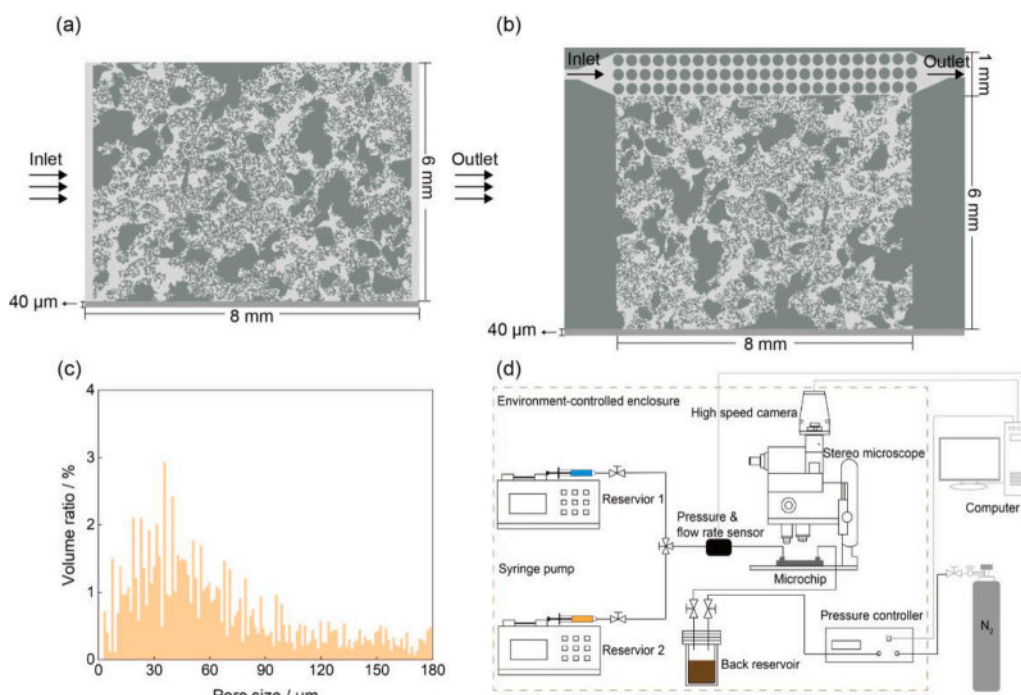 (a)
Inlet
Outlet
6 mm
40 μm
8 mm
(b)
Inlet
Outlet
1 mm
6 mm
40 μm
8 mm
(c)
Volume ratio / %
4
3
2
1
0
0 30 60 90 120 150 180
Pore size / μm
(d)
Environment-controlled enclosure
High speed camera
Stereo microscope
Reservior 1
Pressure &
flow rate sensor
Computer
Syringe pump
Microchip
Pressure controller
N2
Reservior 2
Back reservoir